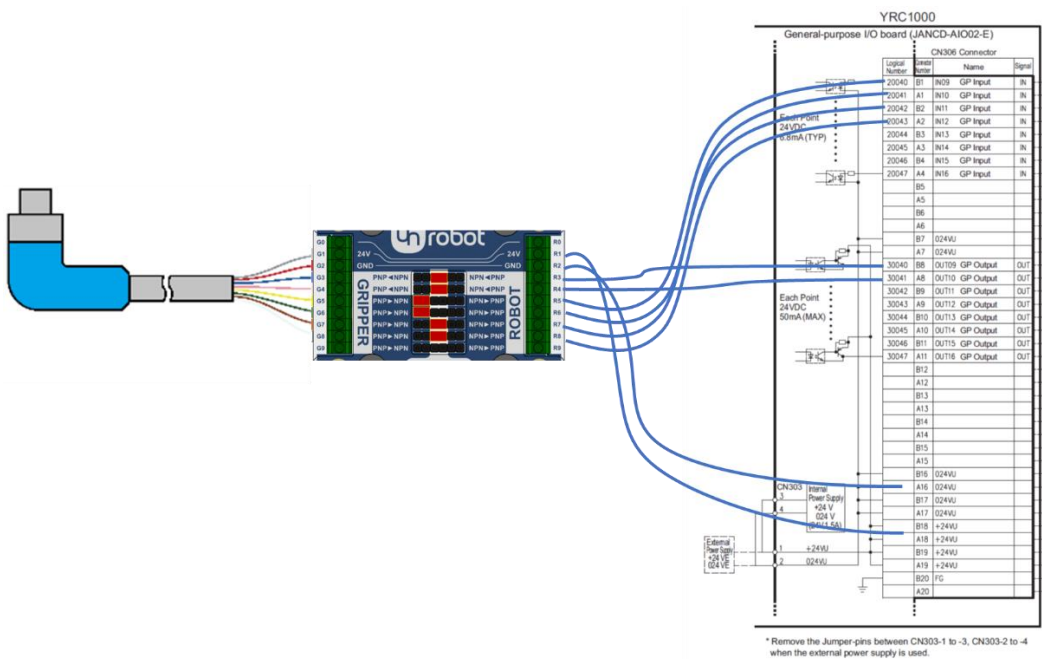 YRC1000
General-purpose I/O board (JANCD-AIO02-E)
CN306 Connector
Logical Number Connector Number Name Signal
20040 B1 IN09 GP Input IN
20041 A1 IN10 GP Input IN
20042 B2 IN11 GP Input IN
20043 A2 IN12 GP Input IN
20044 B3 IN13 GP Input IN
20045 A3 IN14 GP Input IN
20046 B4 IN15 GP Input IN
20047 A4 IN16 GP Input IN
B5
A5
B6
A6
B7 024VU
A7 024VU
30040 B8 OUT09 GP Output OUT
30041 A8 OUT10 GP Output OUT
30042 B9 OUT11 GP Output OUT
30043 A9 OUT12 GP Output OUT
30044 B10 OUT13 GP Output OUT
30045 A10 OUT14 GP Output OUT
30046 B11 OUT15 GP Output OUT
30047 A11 OUT16 GP Output OUT
B12
A12
B13
A13
B14
A14
B15
A15
B16 024VU
A16 024VU
B17 024VU
A17 024VU
B18 +24VU
A18 +24VU
B19 +24VU
A19 +24VU
B20 FG
A20
Each Point
24VDC
8.8mA (TYP)
Each Point
24VDC
50mA (MAX)
CN303
3
4
1
2
Internal
Power Supply
+24 V
024 V
+24VU
024VU
External
Power Supply
+24 VE
024 VE
* Remove the Jumper-pins between CN303-1 to -3, CN303-2 to -4
when the external power supply is used.
robot
G0 R0
G1 24V 24V R1
G2 GND GND R2
G3 PNP ◄NPN NPN ◄PNP R3
G4 PNP ◄NPN NPN ◄PNP R4
G5 PNP ►NPN NPN► PNP R5
G6 PNP ►NPN NPN► PNP R6
G7 PNP ►NPN NPN► PNP R7
G8 PNP ►NPN NPN► PNP R8
G9 PNP ►NPN NPN► PNP R9
GRIPPER
ROBOT